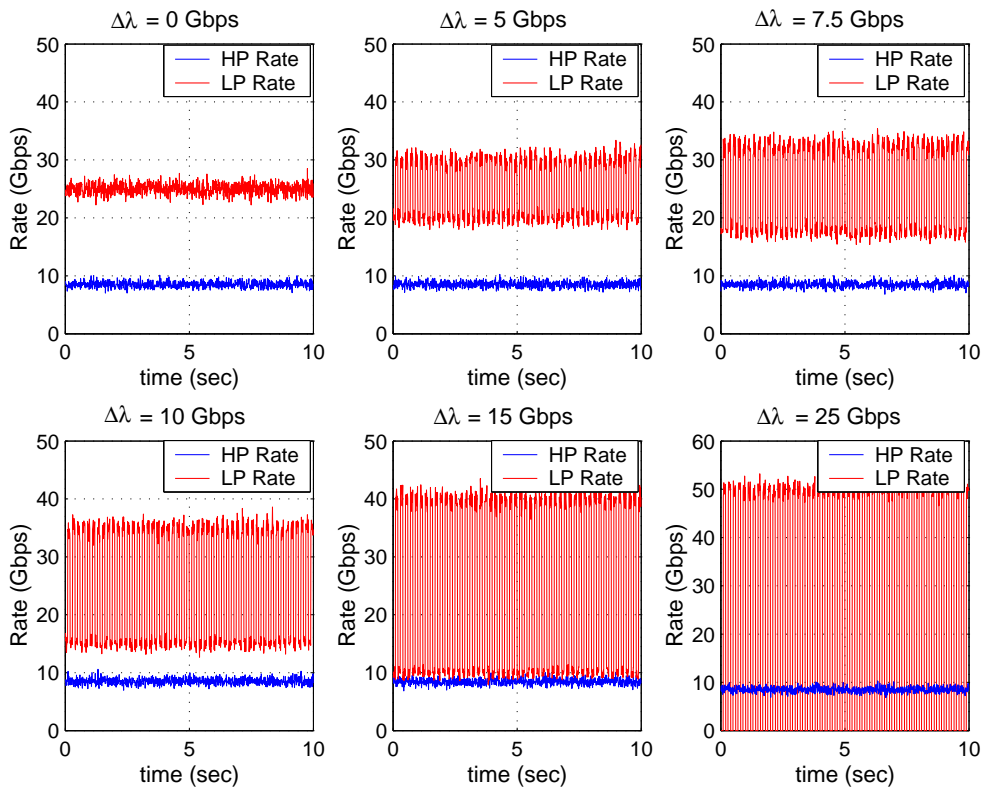 Δλ = 0 Gbps
50
40
30
20
10
0
Rate (Gbps)
HP Rate
LP Rate
0 5 10
time (sec)
Δλ = 5 Gbps
50
40
30
20
10
0
Rate (Gbps)
HP Rate
LP Rate
0 5 10
time (sec)
Δλ = 7.5 Gbps
50
40
30
20
10
0
Rate (Gbps)
HP Rate
LP Rate
0 5 10
time (sec)
Δλ = 10 Gbps
50
40
30
20
10
0
Rate (Gbps)
HP Rate
LP Rate
0 5 10
time (sec)
Δλ = 15 Gbps
50
40
30
20
10
0
Rate (Gbps)
HP Rate
LP Rate
0 5 10
time (sec)
Δλ = 25 Gbps
60
50
40
30
20
10
0
Rate (Gbps)
HP Rate
LP Rate
0 5 10
time (sec)